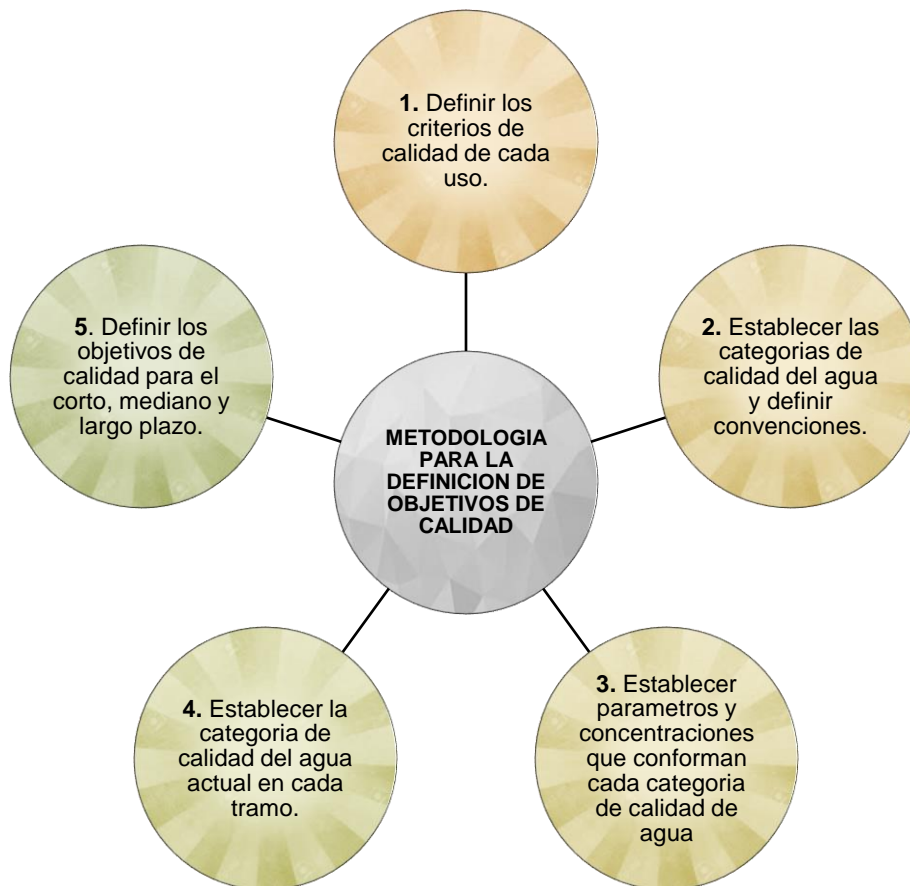 1. Definir los
criterios de
calidad de cada
uso.
2. Establecer las
categorias de
calidad del agua
y definir
convenciones.
3. Establecer
parametros y
concentraciones
que conforman
cada categoria
de calidad de
agua
4. Establecer la
categoria de
calidad del agua
actual en cada
tramo.
5. Definir los
objetivos de
calidad para el
corto, mediano y
largo plazo.
METODOLOGIA
PARA LA
DEFINICION DE
OBJETIVOS DE
CALIDAD